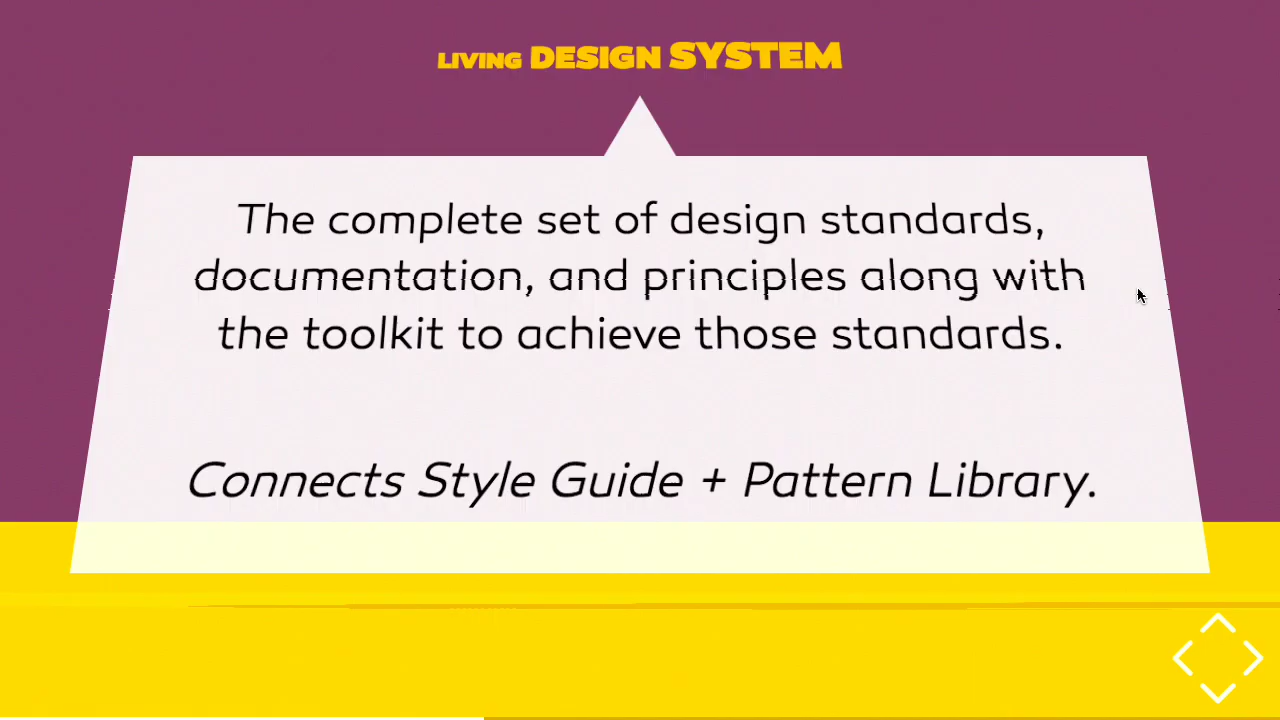 LIVING DESIGN SYSTEM
The complete set of design standards,
documentation, and principles along with
the toolkit to achieve those standards.
Connects Style Guide + Pattern Library.